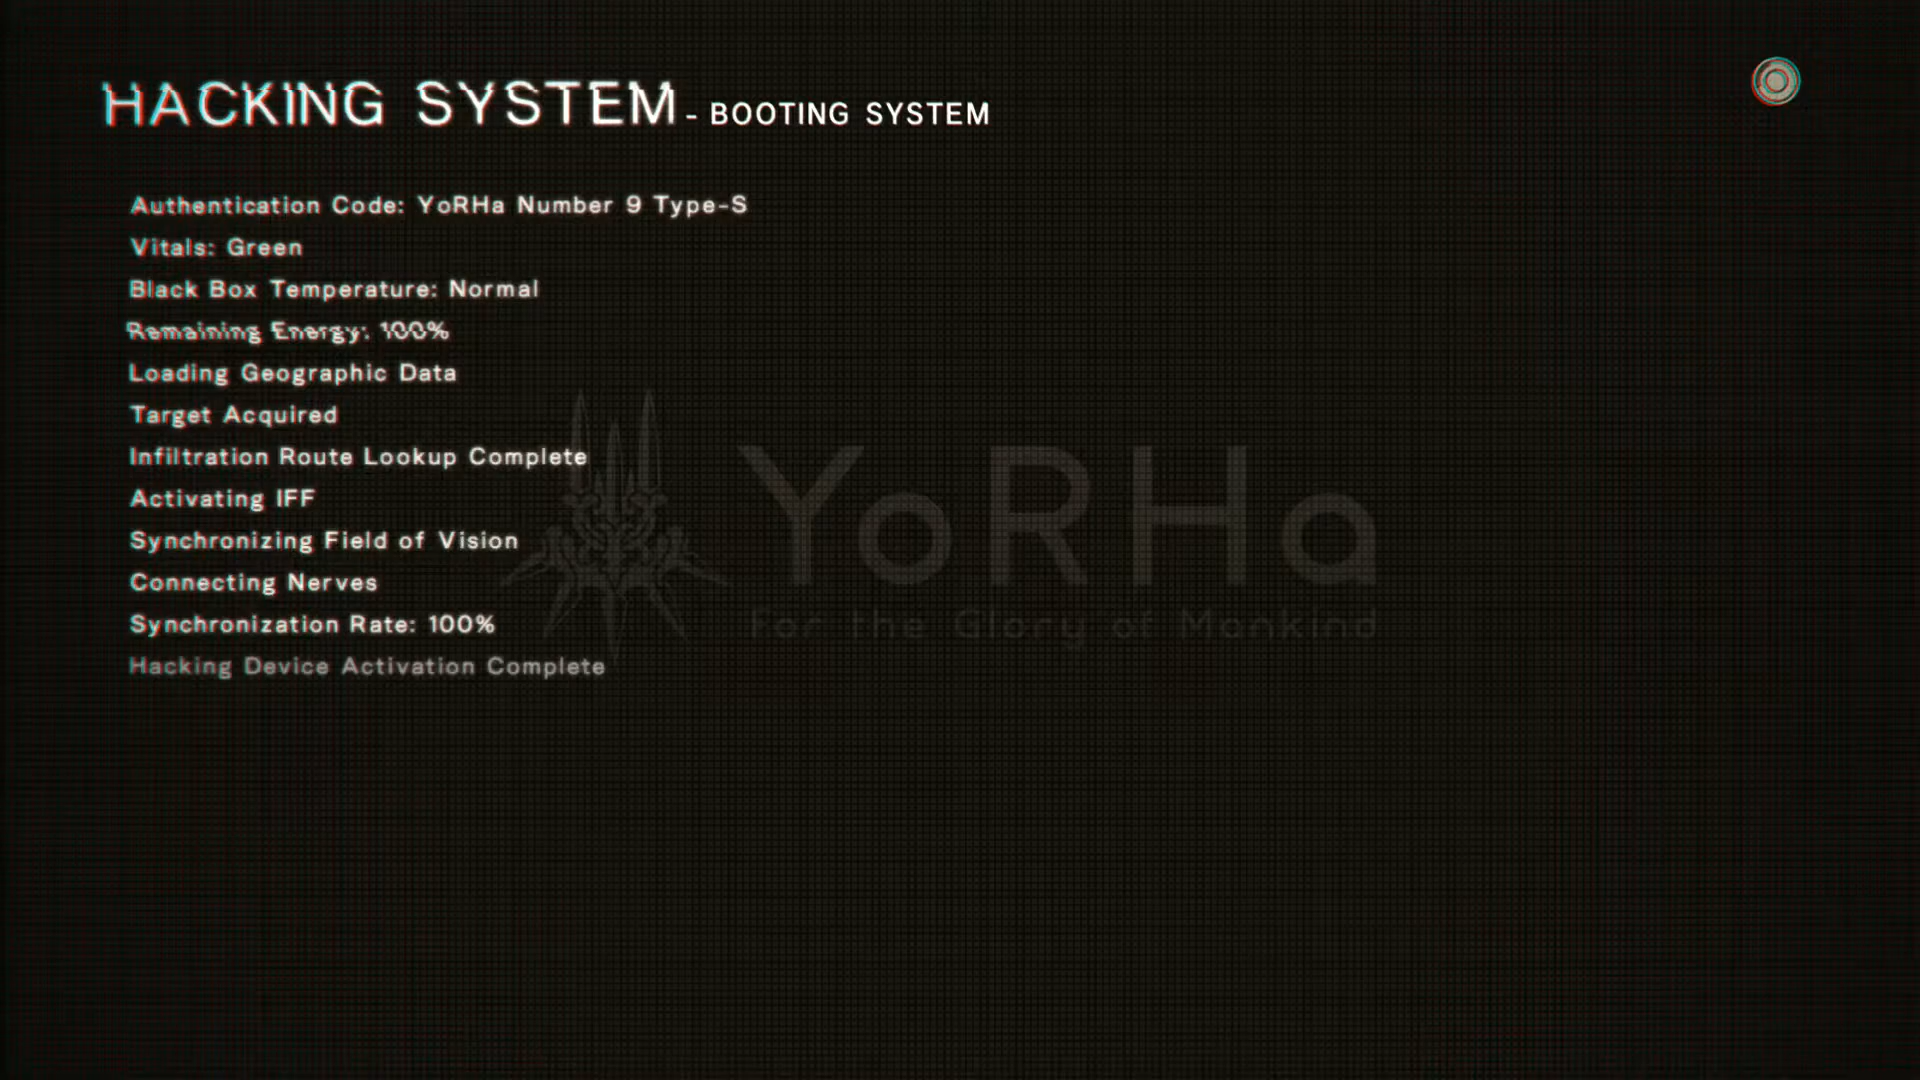 HACKING SYSTEM - BOOTING SYSTEM
Authentication Code: YoRHa Number 9 Type-S
Vitals: Green
Black Box Temperature: Normal
Remaining Energy: 100%
Loading Geographic Data
Target Acquired
Infiltration Route Lookup Complete
Activating IFF
Synchronizing Field of Vision
Connecting Nerves
Synchronization Rate: 100%
Hacking Device Activation Complete
YoRHa
For the Glory of Mankind